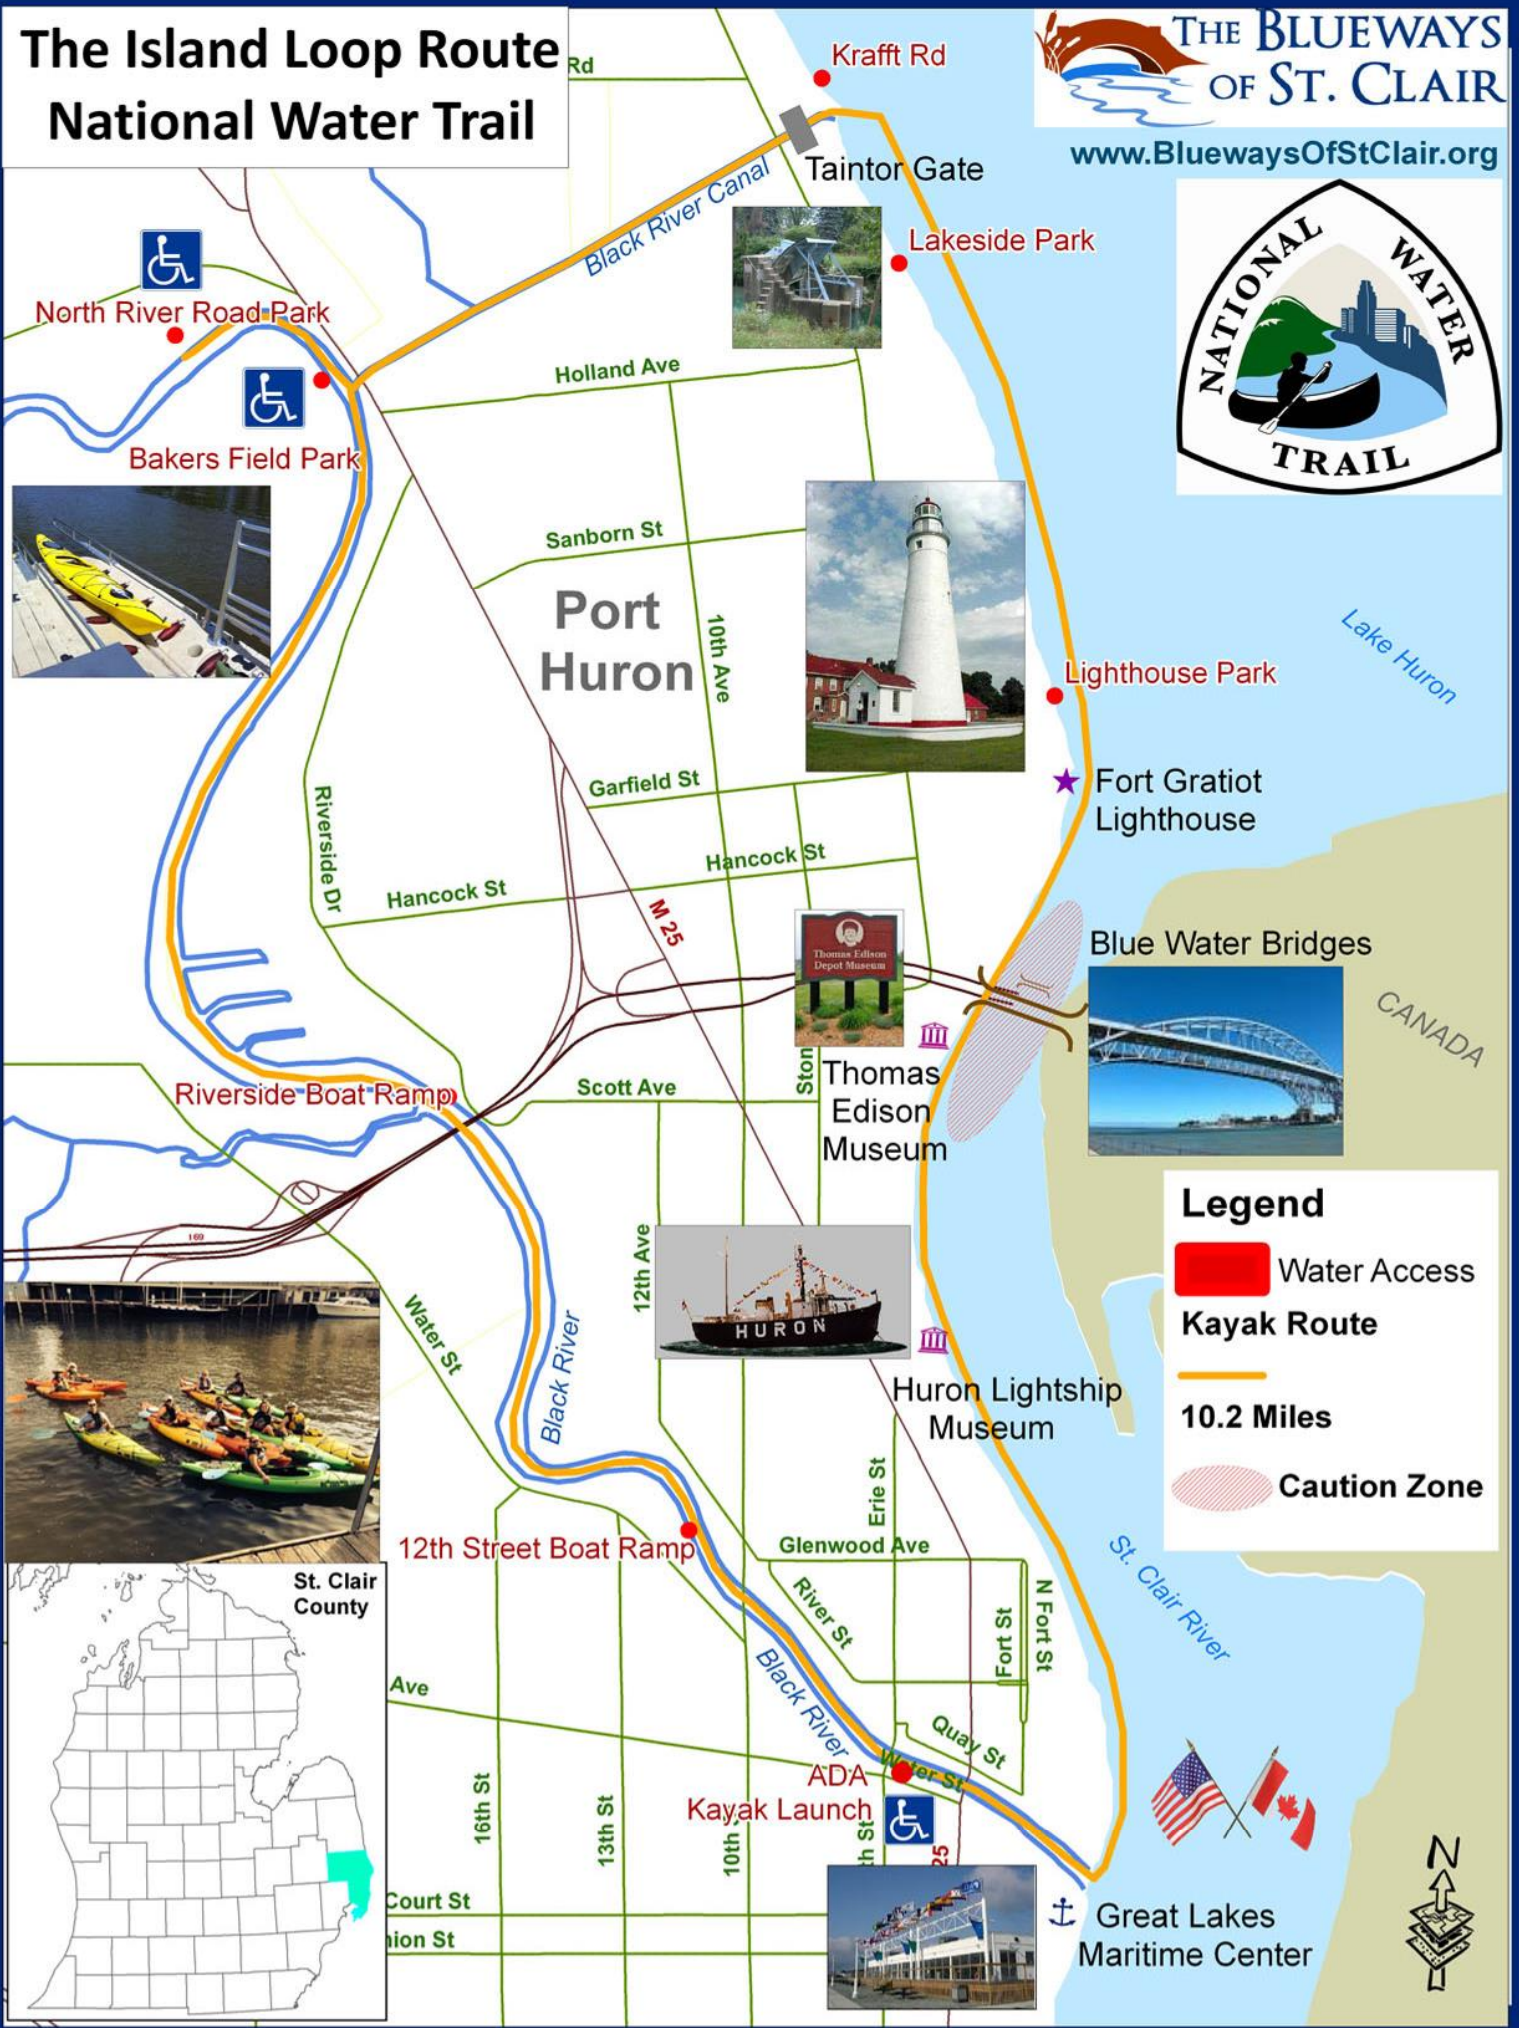 The Island Loop Route
National Water Trail
Rd
Krafft Rd
THE BLUEWAYS
OF ST. CLAIR
www.BluewaysOfStClair.org
Taintor Gate
Black River Canal
Lakeside Park
NATIONAL WATER
TRAIL
North River Road Park
Holland Ave
Bakers Field Park
Sanborn St
Port
Huron
10th Ave
Lake Huron
Lighthouse Park
Fort Gratiot
Lighthouse
Garfield St
Riverside Dr
Hancock St
Hancock St
M 25
Thomas Edison
Depot Museum
Blue Water Bridges
CANADA
Riverside Boat Ramp
Scott Ave
Ston
Thomas
Edison
Museum
Legend
Water Access
Kayak Route
10.2 Miles
Caution Zone
I69
12th Ave
HURON
Water St
Black River
Huron Lightship
Museum
Erie St
12th Street Boat Ramp
Glenwood Ave
St. Clair River
St. Clair
County
River St
Fort St
N Fort St
Black River
Ave
Quay St
Water St
ADA
Kayak Launch
16th St
13th St
10th
th St
25
N
Court St
nion St
Great Lakes
Maritime Center